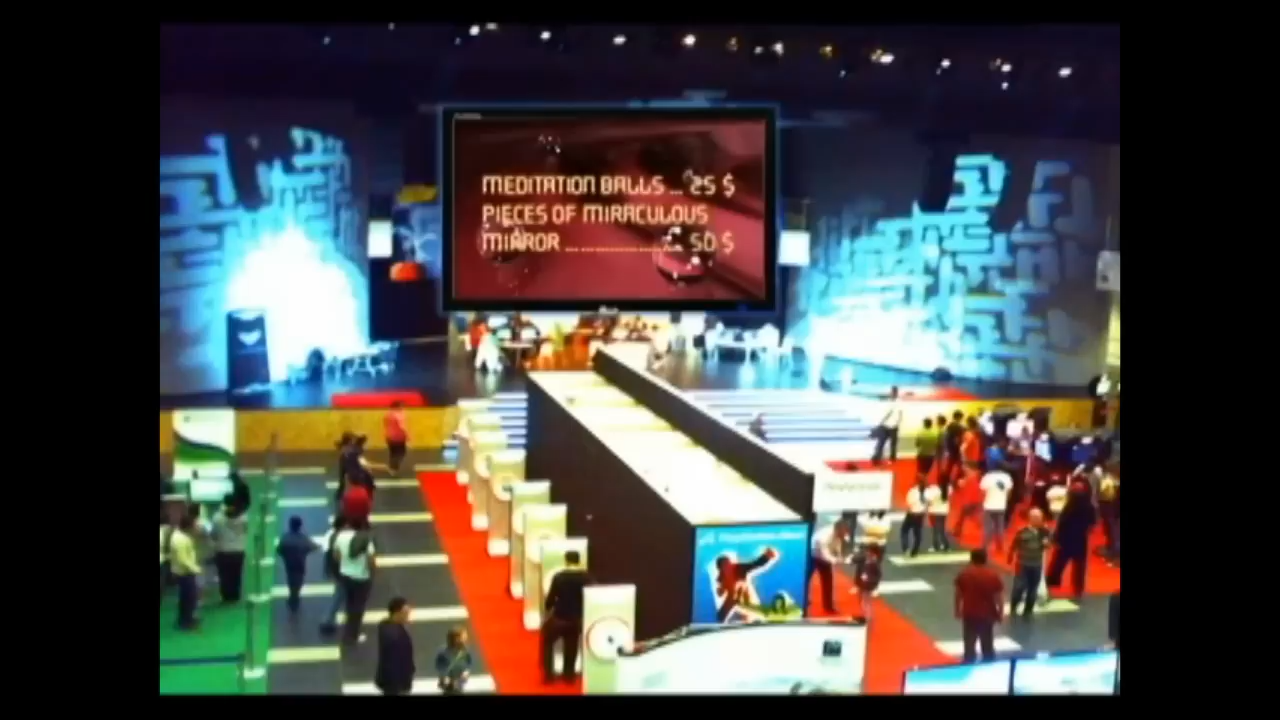 MEDITATION BALLS ... 25 $
PIECES OF MIRACULOUS
MIRROR ..................... 50 $